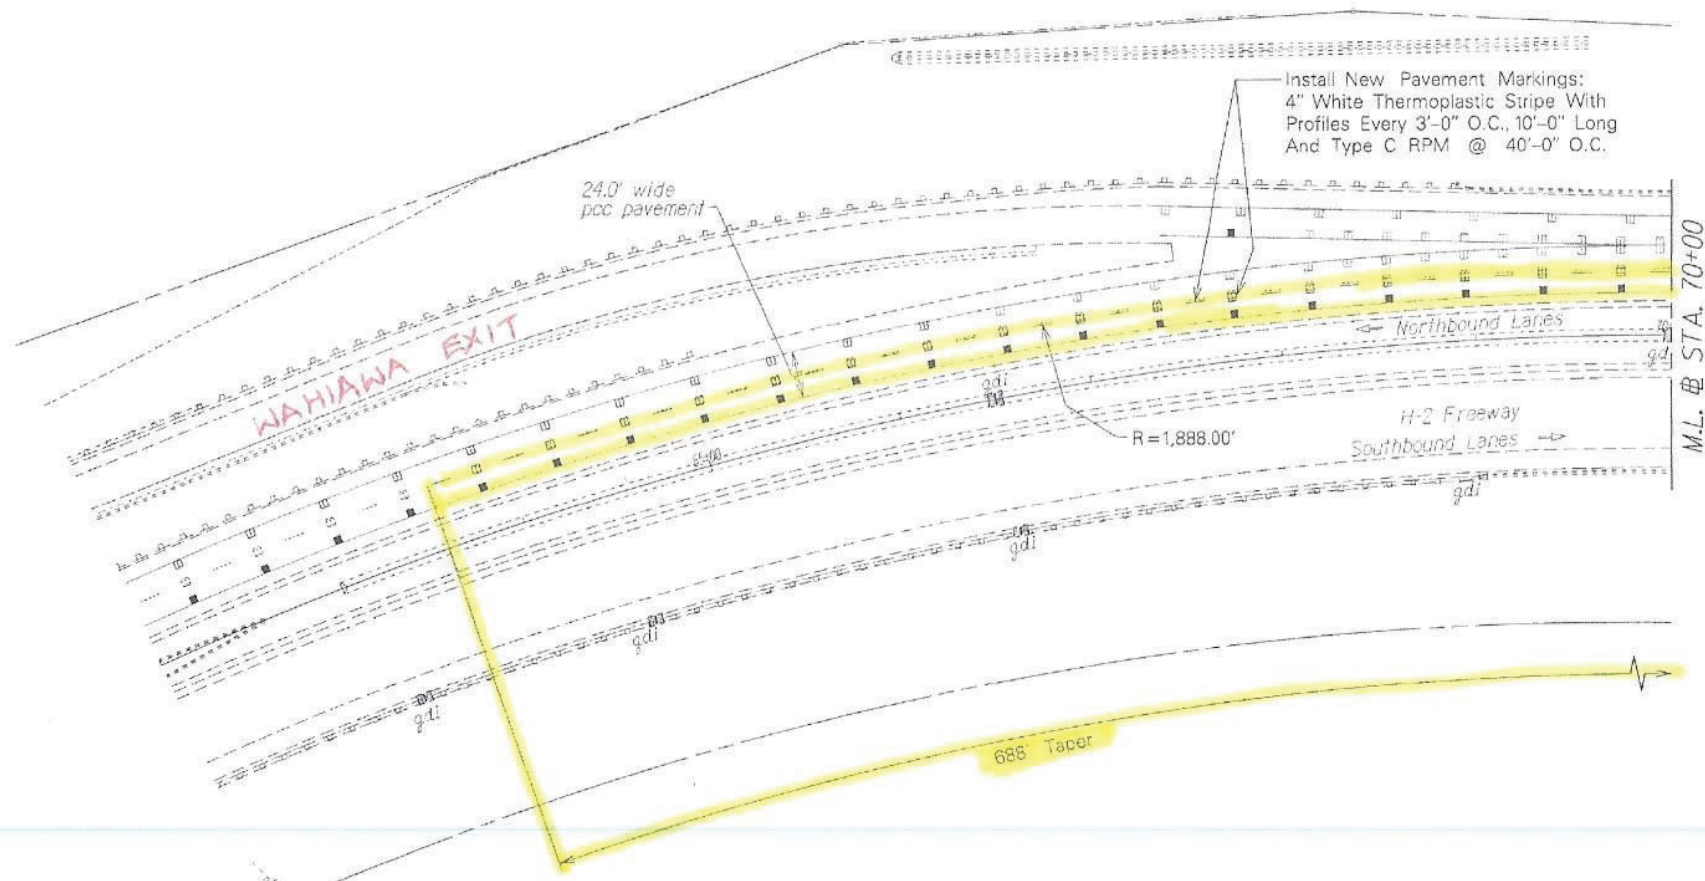 Install New Pavement Markings:
4" White Thermoplastic Stripe With
Profiles Every 3'-0" O.C., 10'-0" Long
And Type C RPM @ 40'-0" O.C.
24.0' wide
pcc pavement
WAHIAWA EXIT
Northbound Lanes
gdi
R=1,888.00'
H-2 Freeway
Southbound Lanes
M.L. B STA. 70+00
gdi
gdi
gdi
gdi
688' Taper